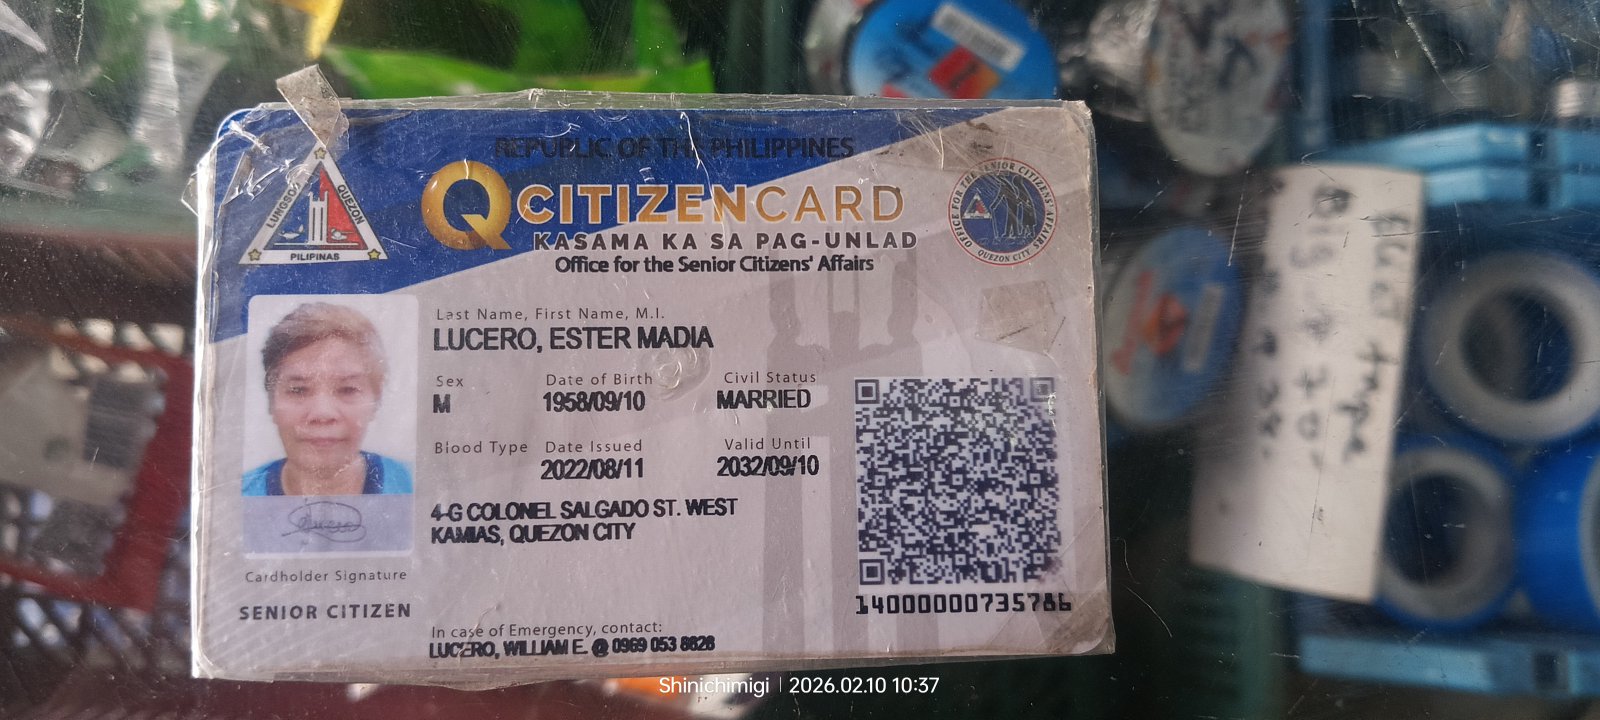 REPUBLIC OF THE PHILIPPINES
QCITIZENCARD
KASAMA KA SA PAG-UNLAD
Office for the Senior Citizens' Affairs
LUNGSOD QUEZON
PILIPINAS
OFFICE FOR THE SENIOR CITIZENS' AFFAIRS
QUEZON CITY
Last Name, First Name, M.I.
LUCERO, ESTER MADIA
Sex Date of Birth Civil Status
M 1958/09/10 MARRIED
Blood Type Date Issued Valid Until
2022/08/11 2032/09/10
4-G COLONEL SALGADO ST. WEST
KAMIAS, QUEZON CITY
Cardholder Signature
SENIOR CITIZEN
14000000735786
In case of Emergency, contact:
LUCERO, WILLIAM E. @ 0969 053 8828
Shinichimigi | 2026.02.10 10:37